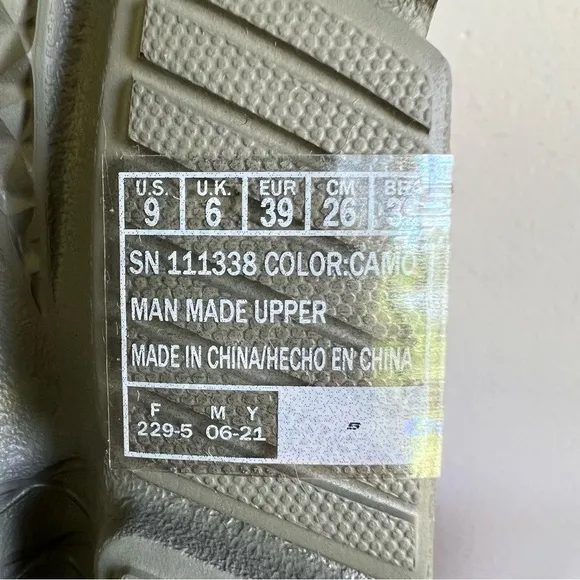 U.S. U.K. EUR CM BR
9 6 39 26
SN 111338 COLOR:CAMO
MAN MADE UPPER
MADE IN CHINA/HECHO EN CHINA
F M Y
229-5 06-21